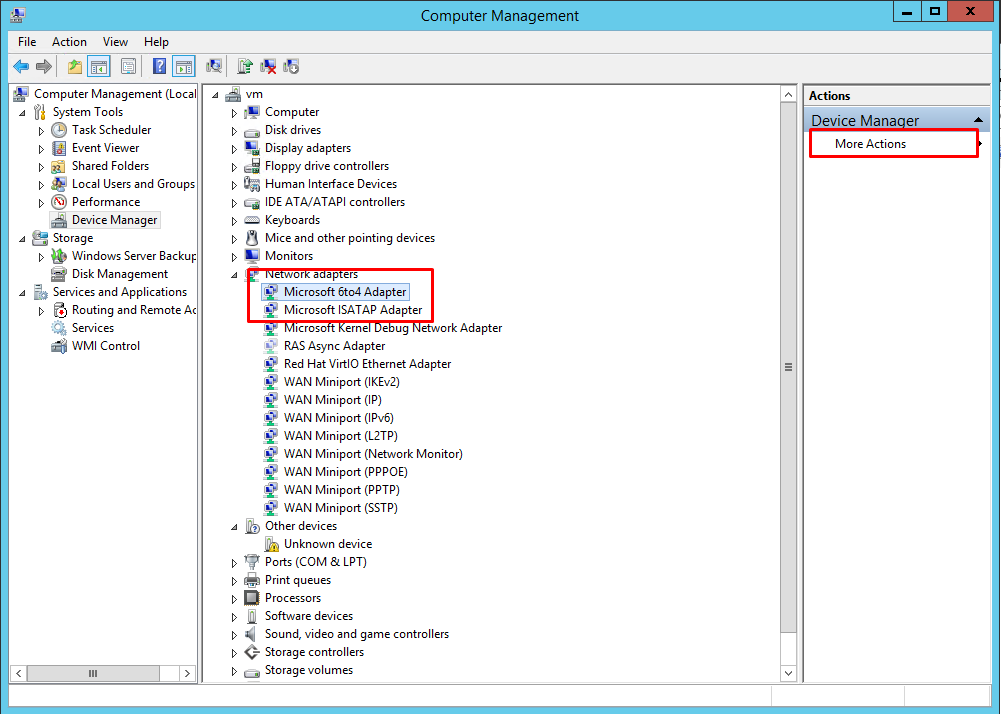 Computer Management
File Action View Help
Computer Management (Local
System Tools
Task Scheduler
Event Viewer
Shared Folders
Local Users and Groups
Performance
Device Manager
Storage
Windows Server Backup
Disk Management
Services and Applications
Routing and Remote Ac
Services
WMI Control
vm
Computer
Disk drives
Display adapters
Floppy drive controllers
Human Interface Devices
IDE ATA/ATAPI controllers
Keyboards
Mice and other pointing devices
Monitors
Network adapters
Microsoft 6to4 Adapter
Microsoft ISATAP Adapter
Microsoft Kernel Debug Network Adapter
RAS Async Adapter
Red Hat VirtIO Ethernet Adapter
WAN Miniport (IKEv2)
WAN Miniport (IP)
WAN Miniport (IPv6)
WAN Miniport (L2TP)
WAN Miniport (Network Monitor)
WAN Miniport (PPPOE)
WAN Miniport (PPTP)
WAN Miniport (SSTP)
Other devices
Unknown device
Ports (COM & LPT)
Print queues
Processors
Software devices
Sound, video and game controllers
Storage controllers
Storage volumes
Actions
Device Manager
More Actions